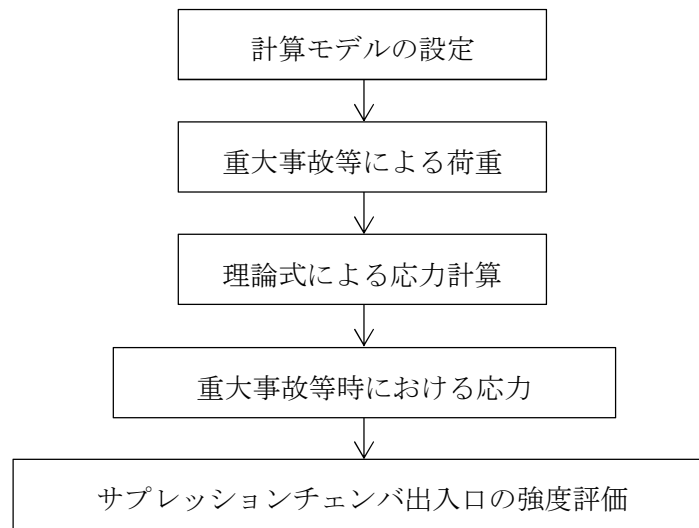 計算モデルの設定
重大事故等による荷重
理論式による応力計算
重大事故等時における応力
サプレッションチェンバ出入口の強度評価